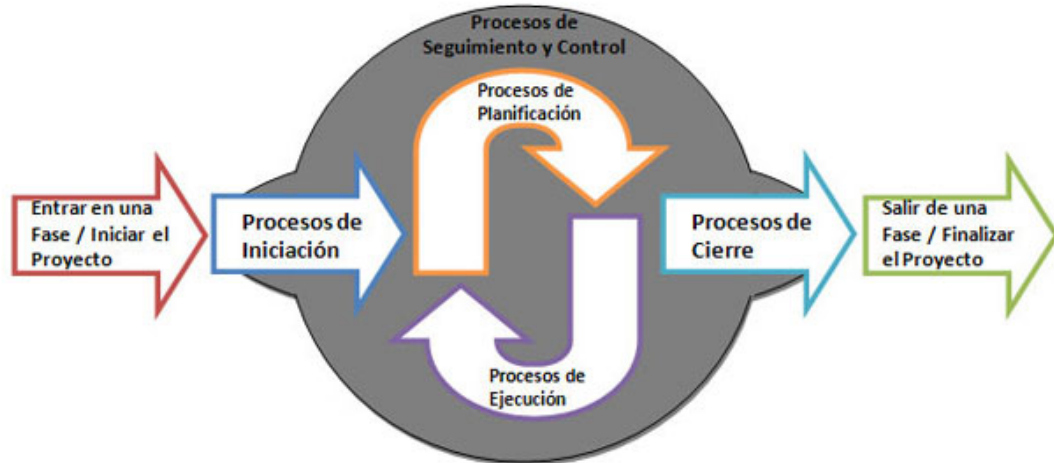 Procesos de
Seguimiento y Control
Procesos de
Planificación
Entrar en una
Fase / Iniciar el
Proyecto
Procesos de
Iniciación
Procesos de
Cierre
Salir de una
Fase / Finalizar
el Proyecto
Procesos de
Ejecución